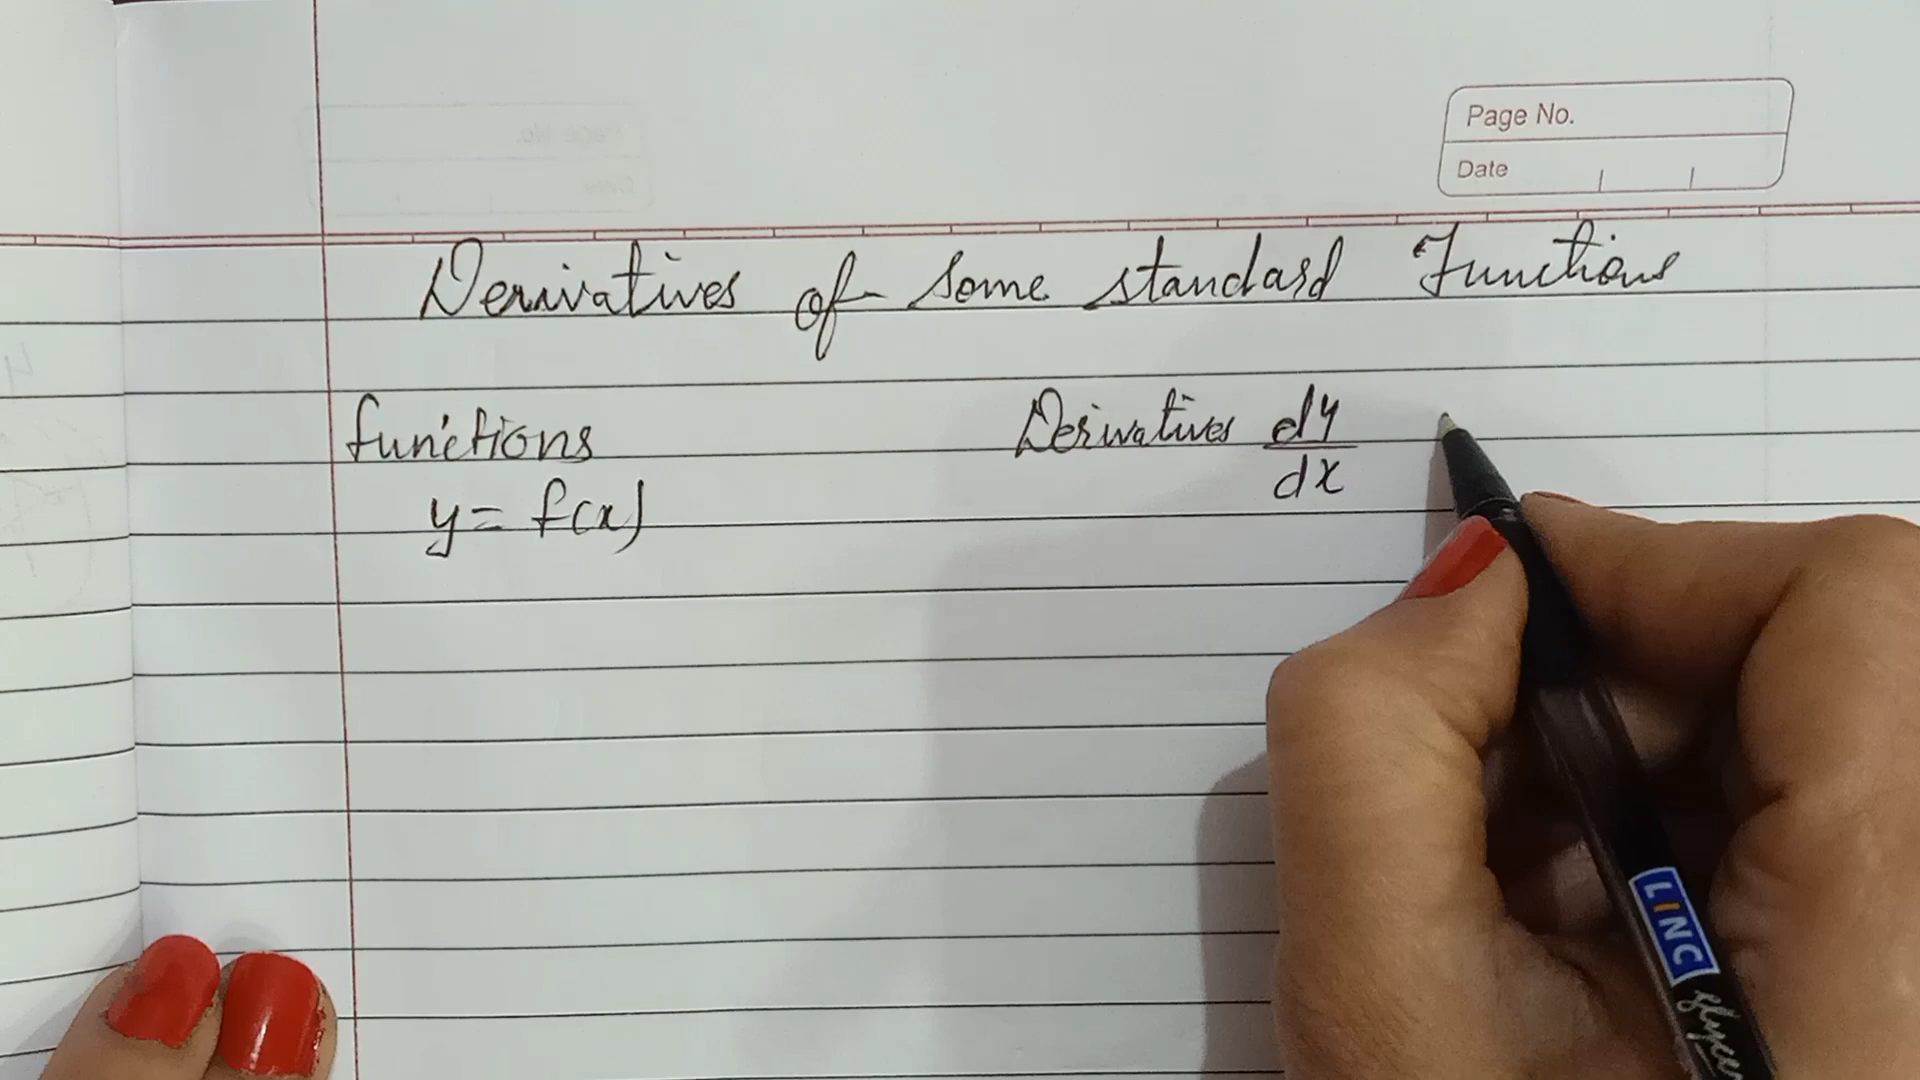 Page No.
Date
Derivatives of some standard Functions
functions
Derivatives dy/dx
y = f(x)
LINC